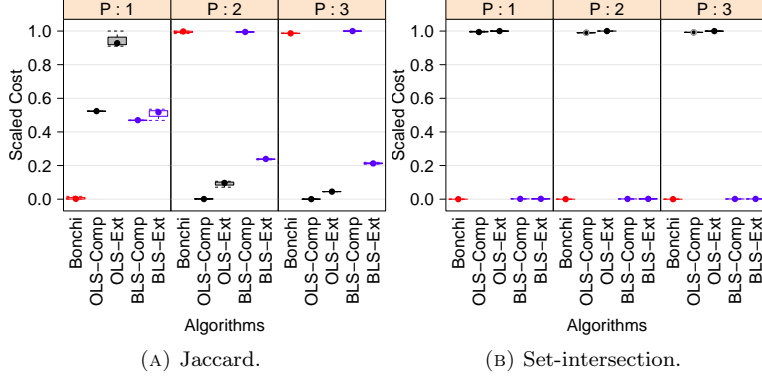 P : 1 P : 2 P : 3 P : 1 P : 2 P : 3
1.0 1.0
0.8 0.8
0.6 0.6
0.4 0.4
0.2 0.2
0.0 0.0
Scaled Cost Scaled Cost
Bonchi OLS−Comp OLS−Ext BLS−Comp BLS−Ext Bonchi OLS−Comp OLS−Ext BLS−Comp BLS−Ext Bonchi OLS−Comp OLS−Ext BLS−Comp BLS−Ext Bonchi OLS−Comp OLS−Ext BLS−Comp BLS−Ext Bonchi OLS−Comp OLS−Ext BLS−Comp BLS−Ext Bonchi OLS−Comp OLS−Ext BLS−Comp BLS−Ext
Algorithms Algorithms
(A) Jaccard. (B) Set-intersection.